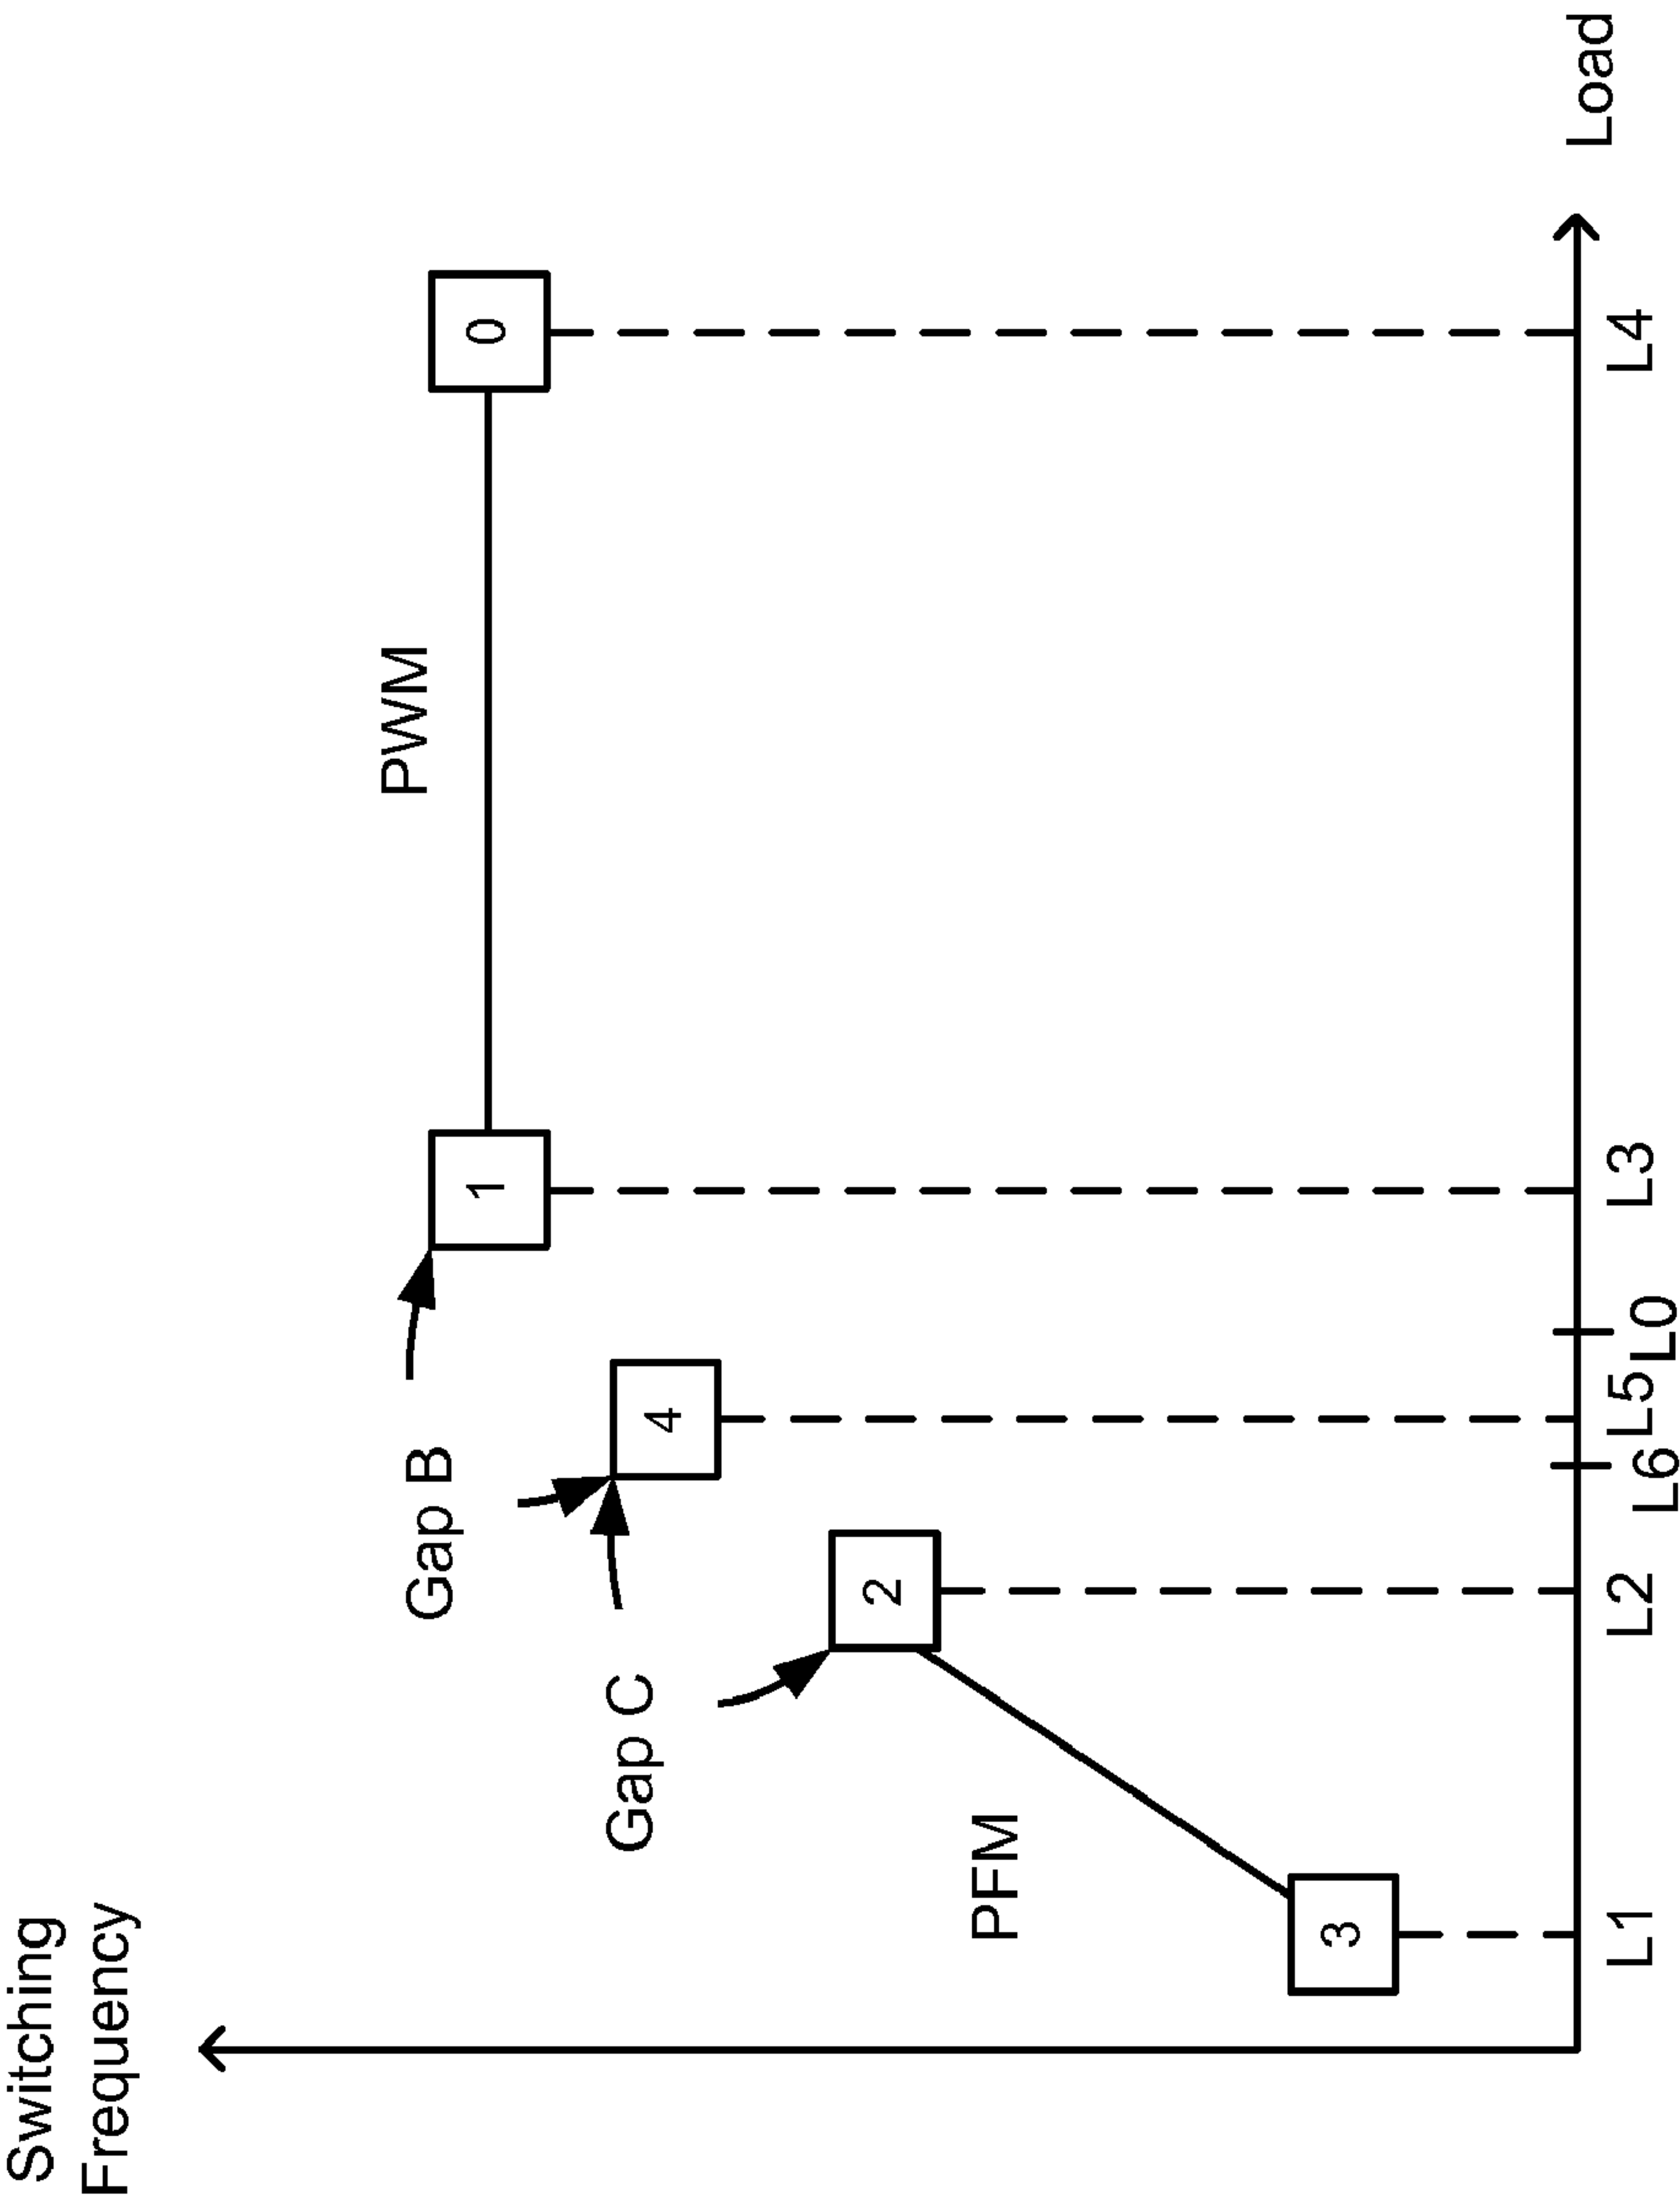 Switching
Frequency
PWM
Gap B
1
0
Gap C
4
2
PFM
3
L1
L2
L6
L5
L0
L3
L4
Load